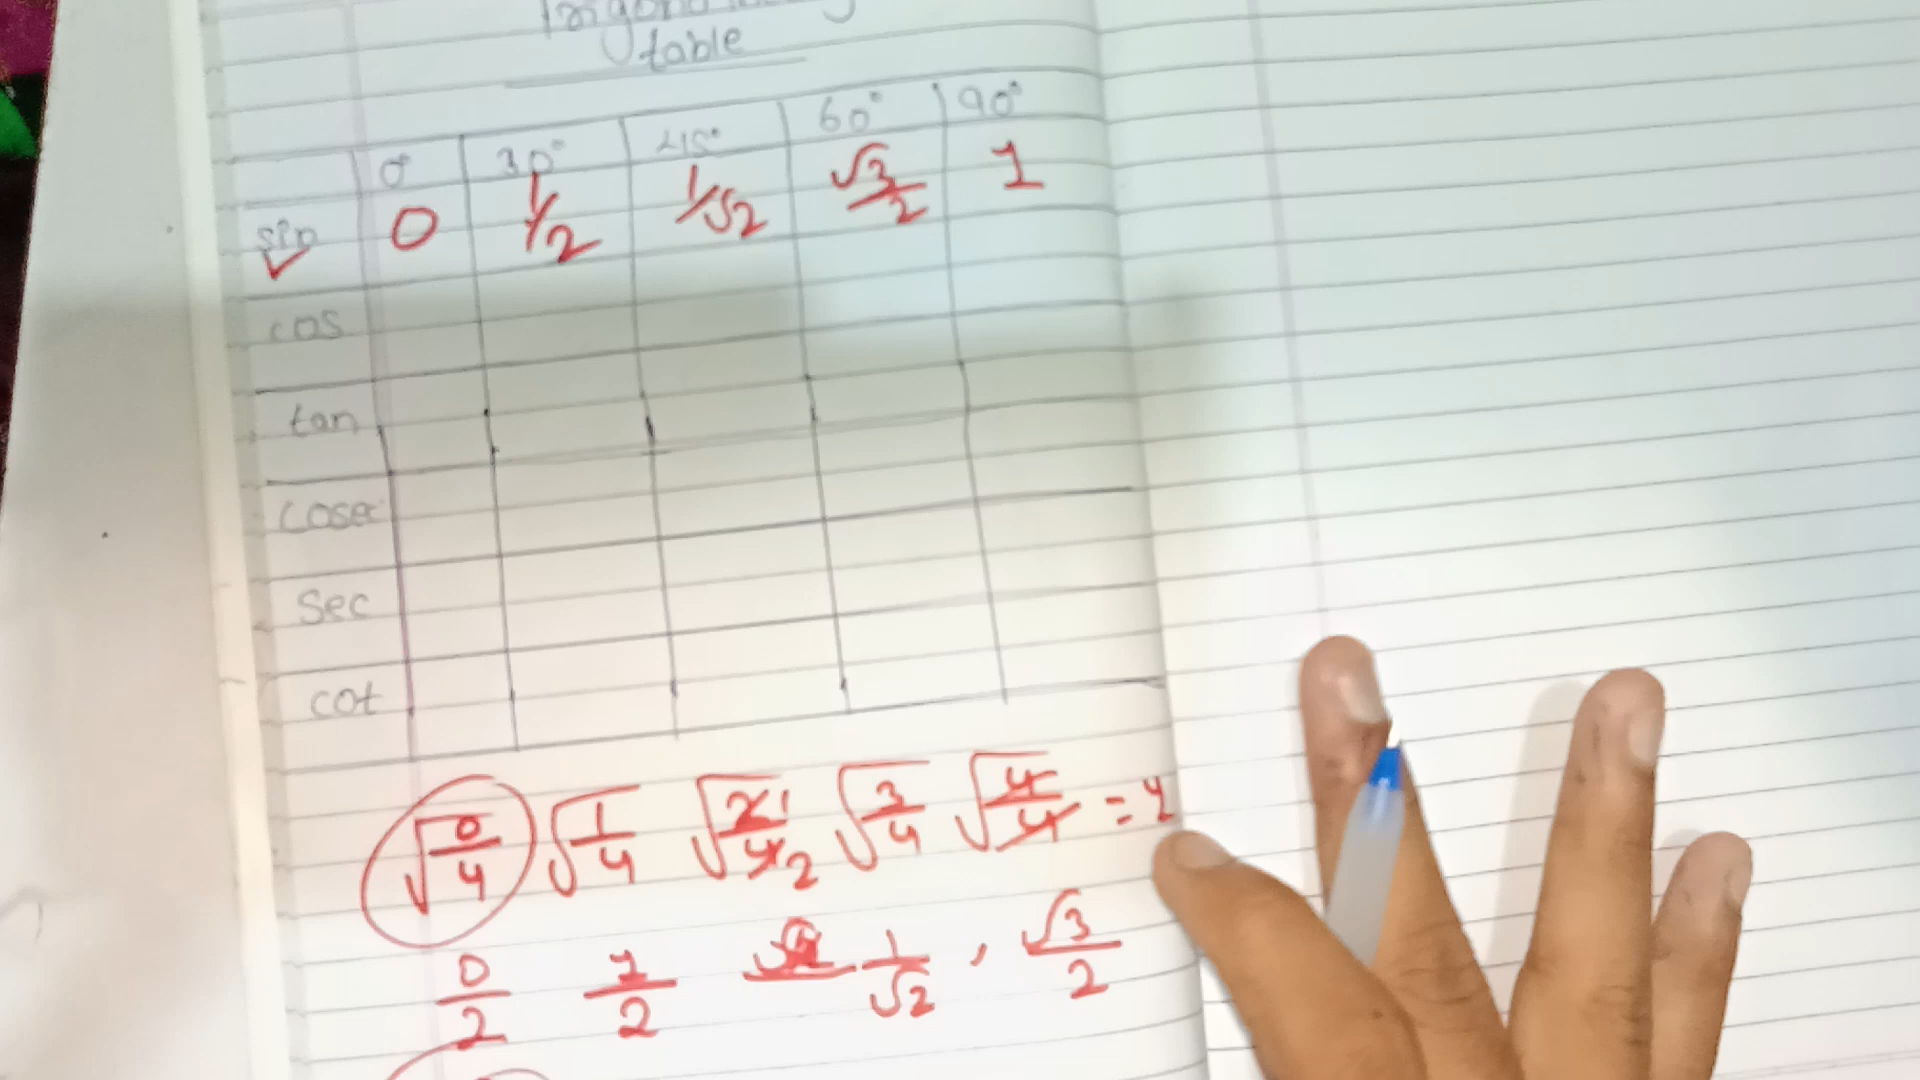 table
0° 30° 45° 60° 90°
sin 0 1/2 1/√2 √3/2 1
cos
tan
cosec
Sec
cot
√0/4 √1/4 √2/4 1 2 √3/4 √4/4 = 1
0/2 1/2 1/√2 , √3/2